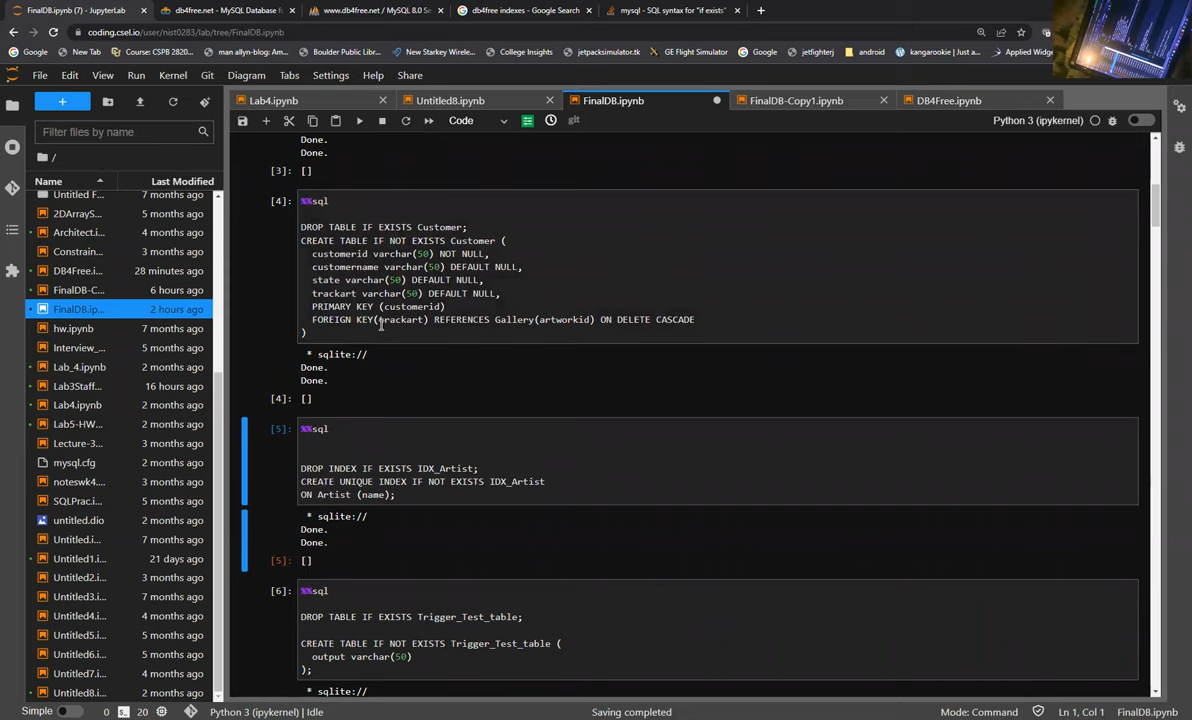 FinalDB.ipynb (7) - JupyterLab
db4free.net - MySQL Database f
www.db4free.net / MySQL 8.0 Se
db4free indexes - Google Search
mysql - SQL syntax for "if exists"
coding.csel.io/user/nist0283/lab/tree/FinalDB.ipynb
Google
New Tab
Course: CSPB 2820...
man allyn-blog: Am...
Boulder Public Libra...
New Starkey Wirele...
College Insights
jetpacksimulator.tk
GE Flight Simulator
Google
jetfighterj
android
kangarookie | Just a...
Applied Widg
File Edit View Run Kernel Git Diagram Tabs Settings Help Share
Lab4.ipynb
Untitled8.ipynb
FinalDB.ipynb
FinalDB-Copy1.ipynb
DB4Free.ipynb
Filter files by name
Code
git
Python 3 (ipykernel)
/
Name Last Modified
Untitled F... 7 months ago
2DArrayS... 5 months ago
Architect.i... 4 months ago
Constrain... 3 months ago
DB4Free.i... 28 minutes ago
FinalDB-C... 6 hours ago
FinalDB.ip... 2 hours ago
hw.ipynb 7 months ago
Interview_... 2 months ago
Lab_4.ipynb 2 months ago
Lab3Staff... 16 hours ago
Lab4.ipynb 2 months ago
Lab5-HW... 2 months ago
Lecture-3... 3 months ago
mysql.cfg 2 months ago
noteswk4.... 3 months ago
SQLPrac.i... 5 months ago
untitled.dio 2 months ago
Untitled.i... 7 months ago
Untitled1.i... 21 days ago
Untitled2.i... 3 months ago
Untitled3.i... 7 months ago
Untitled4.i... 4 months ago
Untitled5.i... 5 months ago
Untitled6.i... 5 months ago
Untitled7.i... 4 months ago
Untitled8.i... 2 months ago
Done.
Done.
[3]: []
[4]: %%sql
DROP TABLE IF EXISTS Customer;
CREATE TABLE IF NOT EXISTS Customer (
customerid varchar(50) NOT NULL,
customername varchar(50) DEFAULT NULL,
state varchar(50) DEFAULT NULL,
trackart varchar(50) DEFAULT NULL,
PRIMARY KEY (customerid)
FOREIGN KEY(trackart) REFERENCES Gallery(artworkid) ON DELETE CASCADE
)
* sqlite://
Done.
Done.
[4]: []
[5]: %%sql
DROP INDEX IF EXISTS IDX_Artist;
CREATE UNIQUE INDEX IF NOT EXISTS IDX_Artist
ON Artist (name);
* sqlite://
Done.
Done.
[5]: []
[6]: %%sql
DROP TABLE IF EXISTS Trigger_Test_table;
CREATE TABLE IF NOT EXISTS Trigger_Test_table (
output varchar(50)
);
* sqlite://
Simple 0 20 Python 3 (ipykernel) | Idle Saving completed Mode: Command Ln 1, Col 1 FinalDB.ipynb